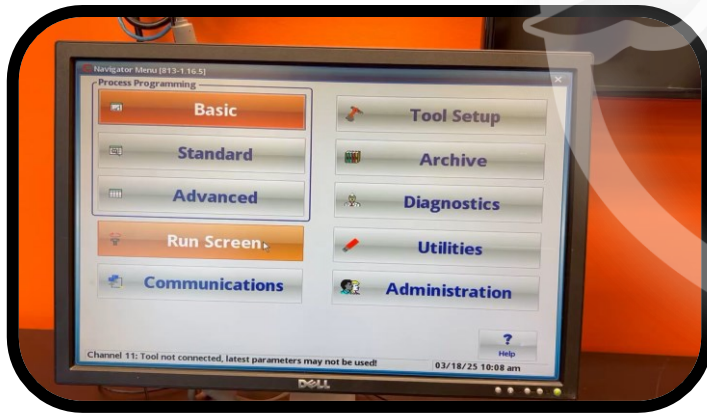 Navigator Menu [813-1.16.5]
Process Programming
Basic
Standard
Advanced
Run Screen
Communications
Tool Setup
Archive
Diagnostics
Utilities
Administration
?
Help
Channel 11: Tool not connected, latest parameters may not be used!
03/18/25 10:08 am
DELL